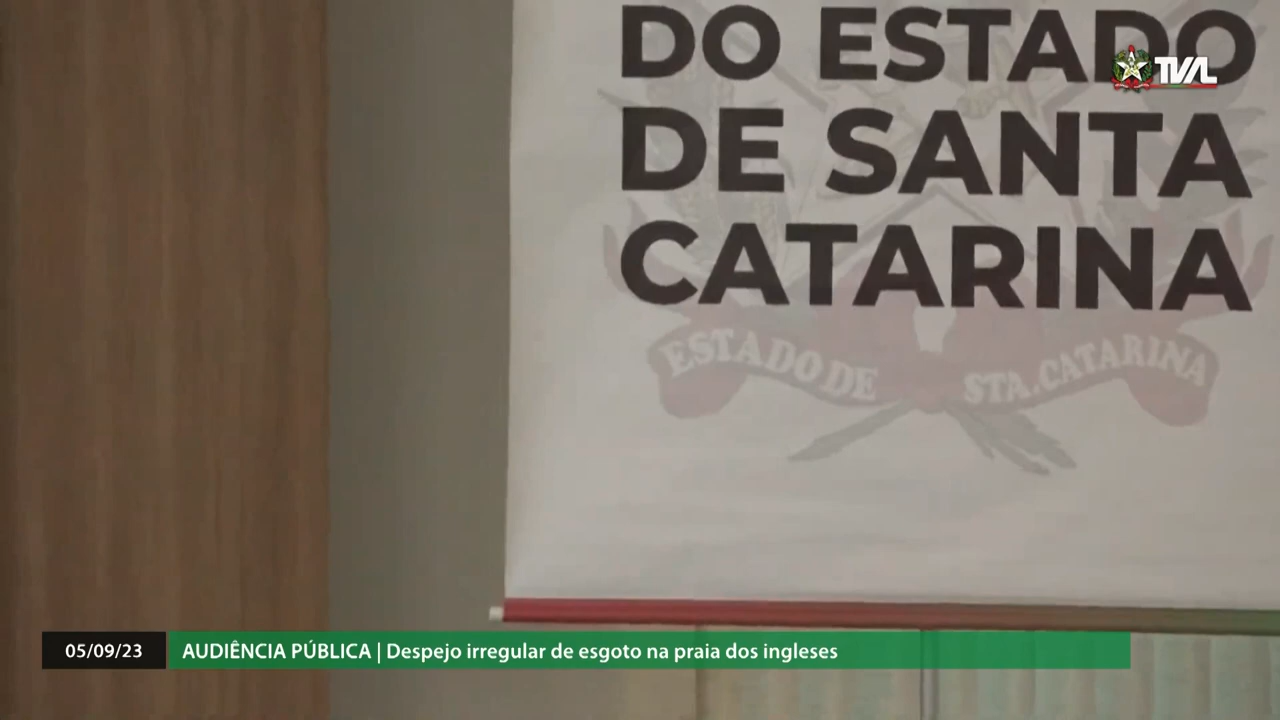 DO ESTADO
DE SANTA
CATARINA
TVAL
ESTADO DE STA. CATARINA
05/09/23
AUDIÊNCIA PÚBLICA | Despejo irregular de esgoto na praia dos ingleses